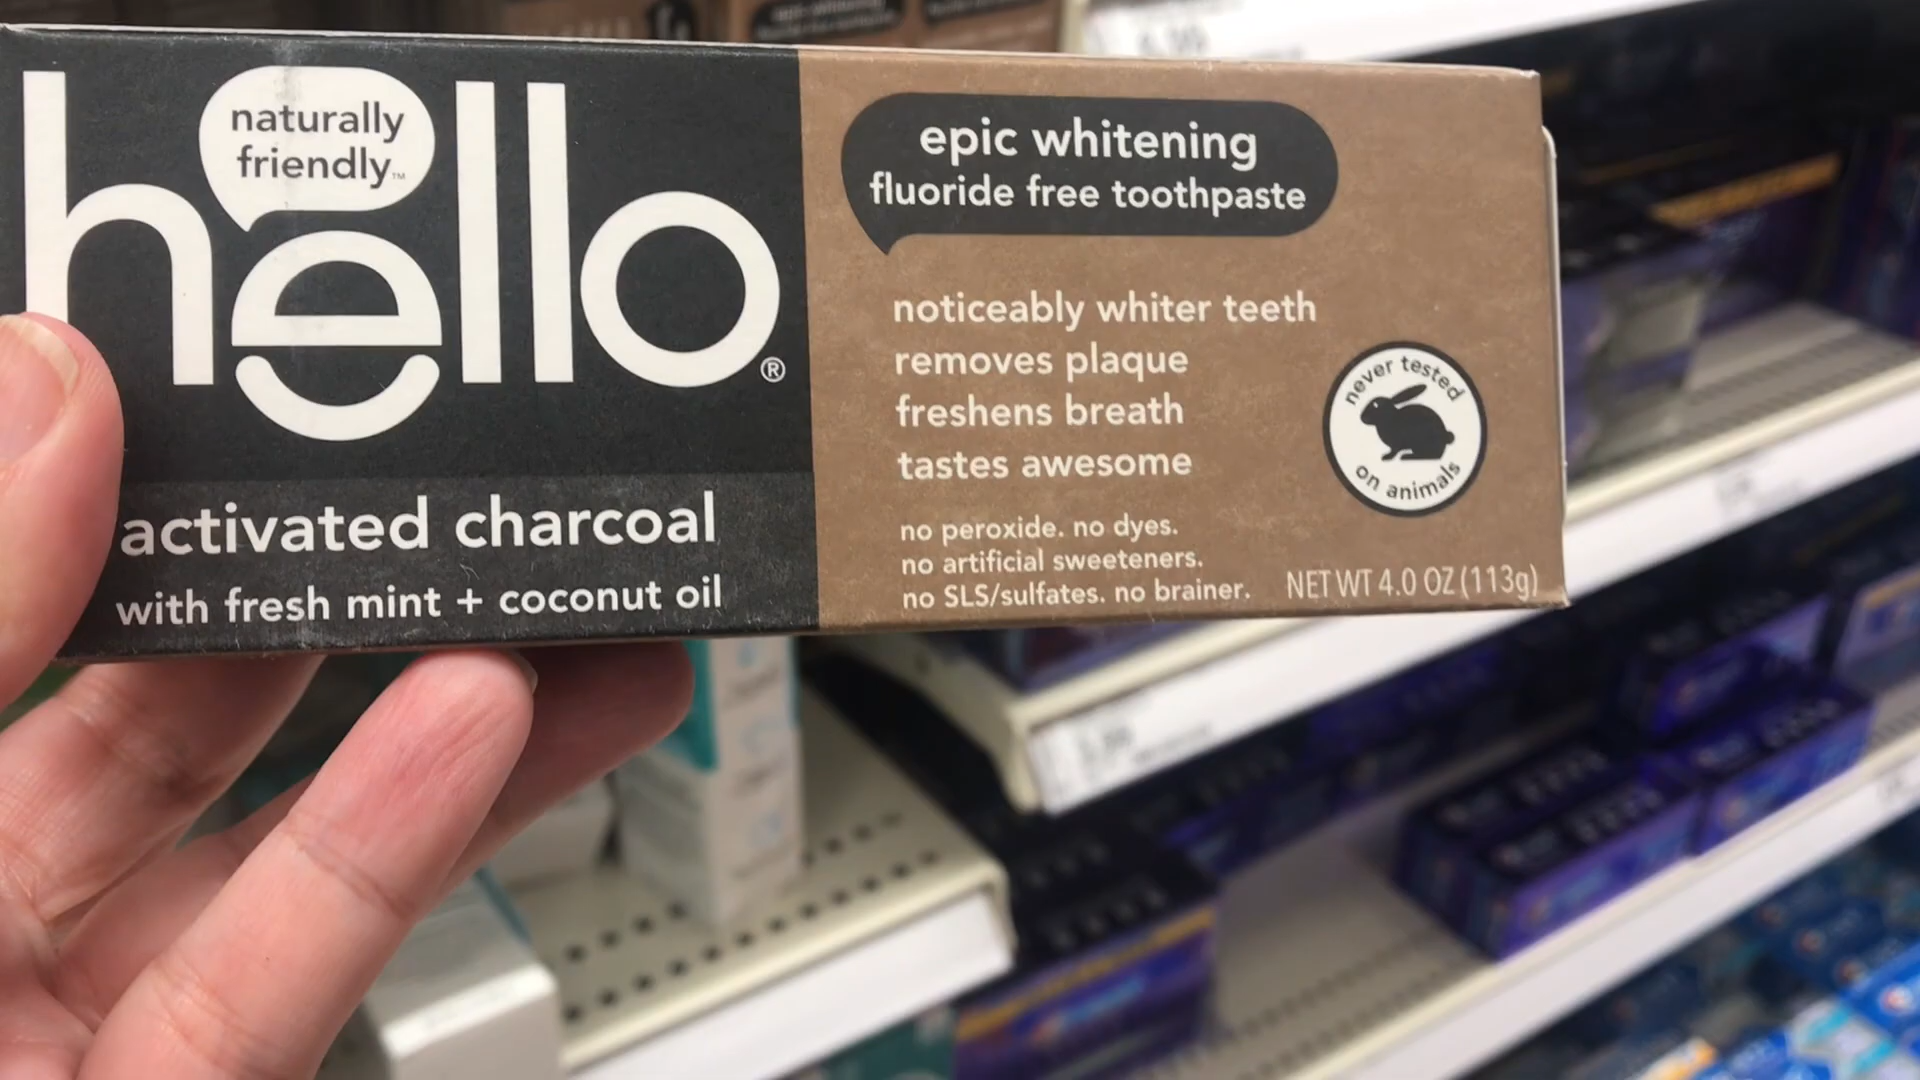 hello®
naturally
friendly™
activated charcoal
with fresh mint + coconut oil
epic whitening
fluoride free toothpaste
noticeably whiter teeth
removes plaque
freshens breath
tastes awesome
never tested
on animals
no peroxide. no dyes.
no artificial sweeteners.
no SLS/sulfates. no brainer.
NET WT 4.0 OZ (113g)